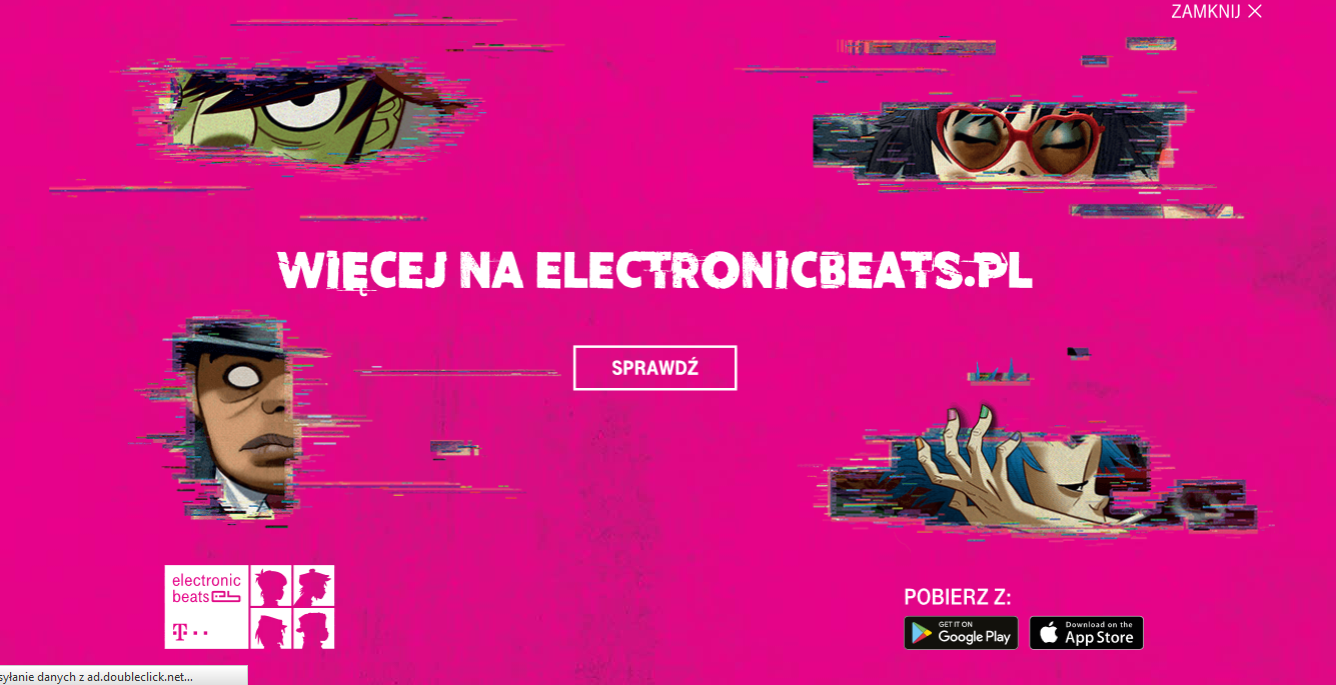 ZAMKNIJ X
WIĘCEJ NA ELECTRONICBEATS.PL
SPRAWDŹ
electronic
beats eb
T··
POBIERZ Z:
GET IT ON
Google Play
Download on the
App Store
syłanie danych z ad.doubleclick.net...